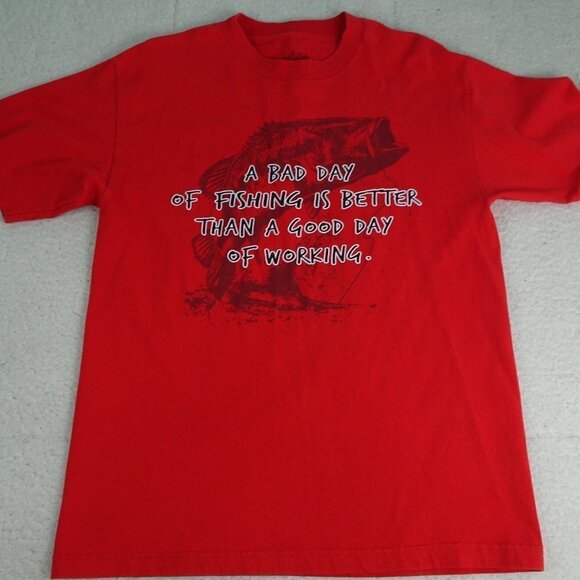 A BAD DAY
OF FISHING IS BETTER
THAN A GOOD DAY
OF WORKING.